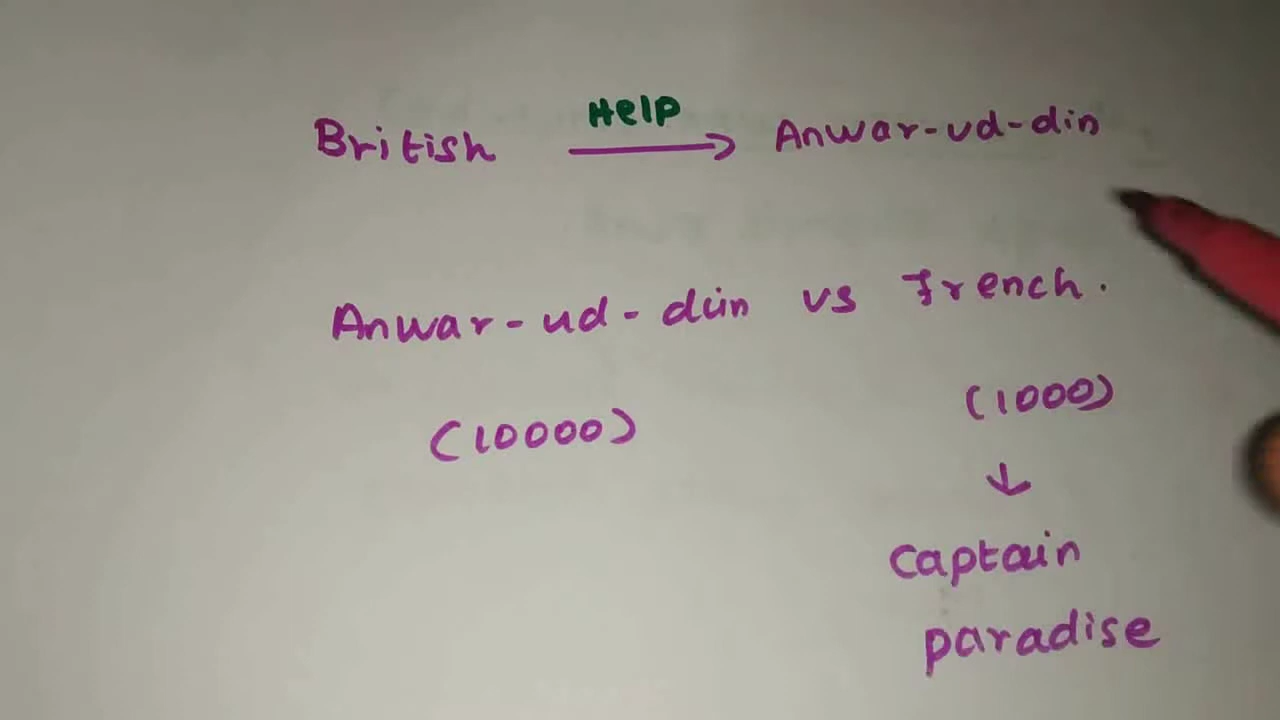 British Help → Anwar-ud-din
Anwar-ud-din vs French.
(10000) (1000)
↓
Captain
paradise